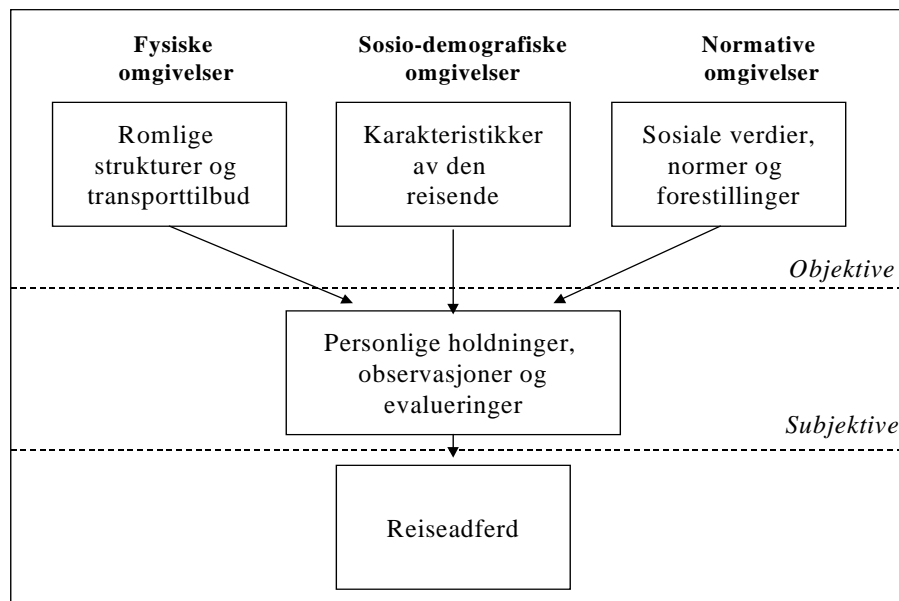 Fysiske
omgivelser
Sosio-demografiske
omgivelser
Normative
omgivelser
Romlige
strukturer og
transporttilbud
Karakteristikker
av den
reisende
Sosiale verdier,
normer og
forestillinger
Objektive
Personlige holdninger,
observasjoner og
evalueringer
Subjektive
Reiseadferd